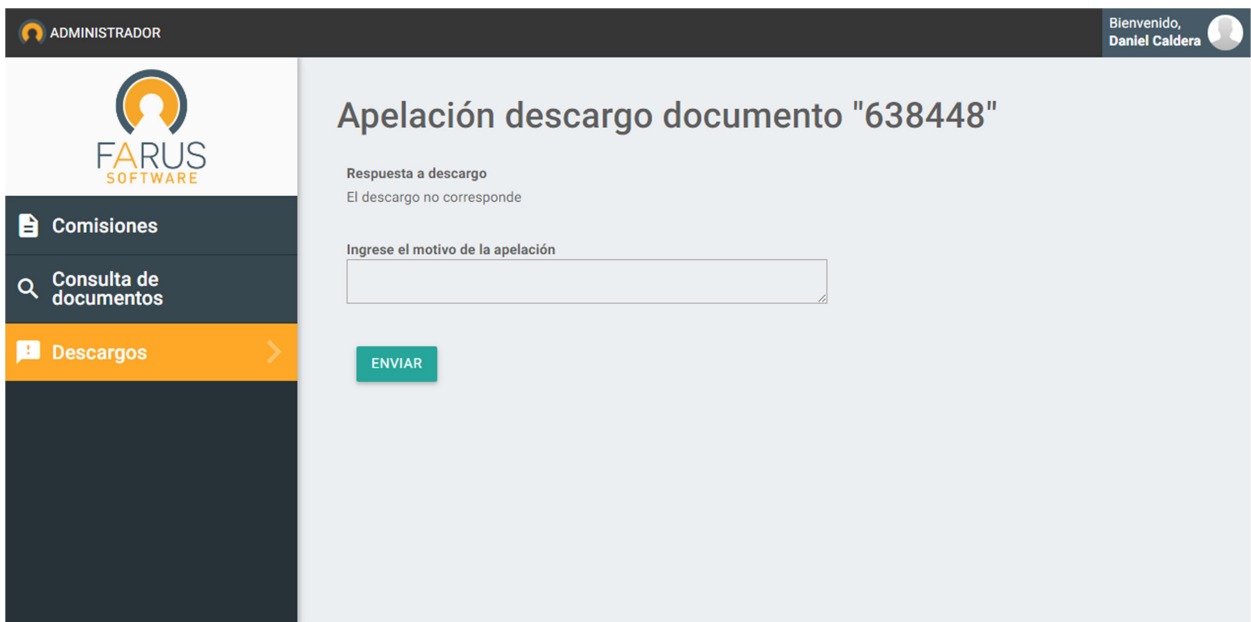 ADMINISTRADOR
Bienvenido,
Daniel Caldera
FARUS
SOFTWARE
Comisiones
Consulta de
documentos
Descargos
Apelación descargo documento "638448"
Respuesta a descargo
El descargo no corresponde
Ingrese el motivo de la apelación
ENVIAR